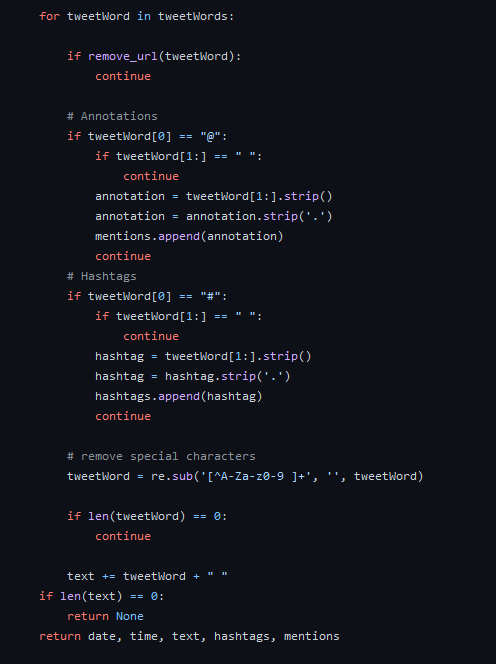 for tweetWord in tweetWords:
if remove_url(tweetWord):
continue
# Annotations
if tweetWord[0] == "@":
if tweetWord[1:] == " ":
continue
annotation = tweetWord[1:].strip()
annotation = annotation.strip('.')
mentions.append(annotation)
continue
# Hashtags
if tweetWord[0] == "#":
if tweetWord[1:] == " ":
continue
hashtag = tweetWord[1:].strip()
hashtag = hashtag.strip('.')
hashtags.append(hashtag)
continue
# remove special characters
tweetWord = re.sub('[^A-Za-z0-9 ]+', '', tweetWord)
if len(tweetWord) == 0:
continue
text += tweetWord + " "
if len(text) == 0:
return None
return date, time, text, hashtags, mentions